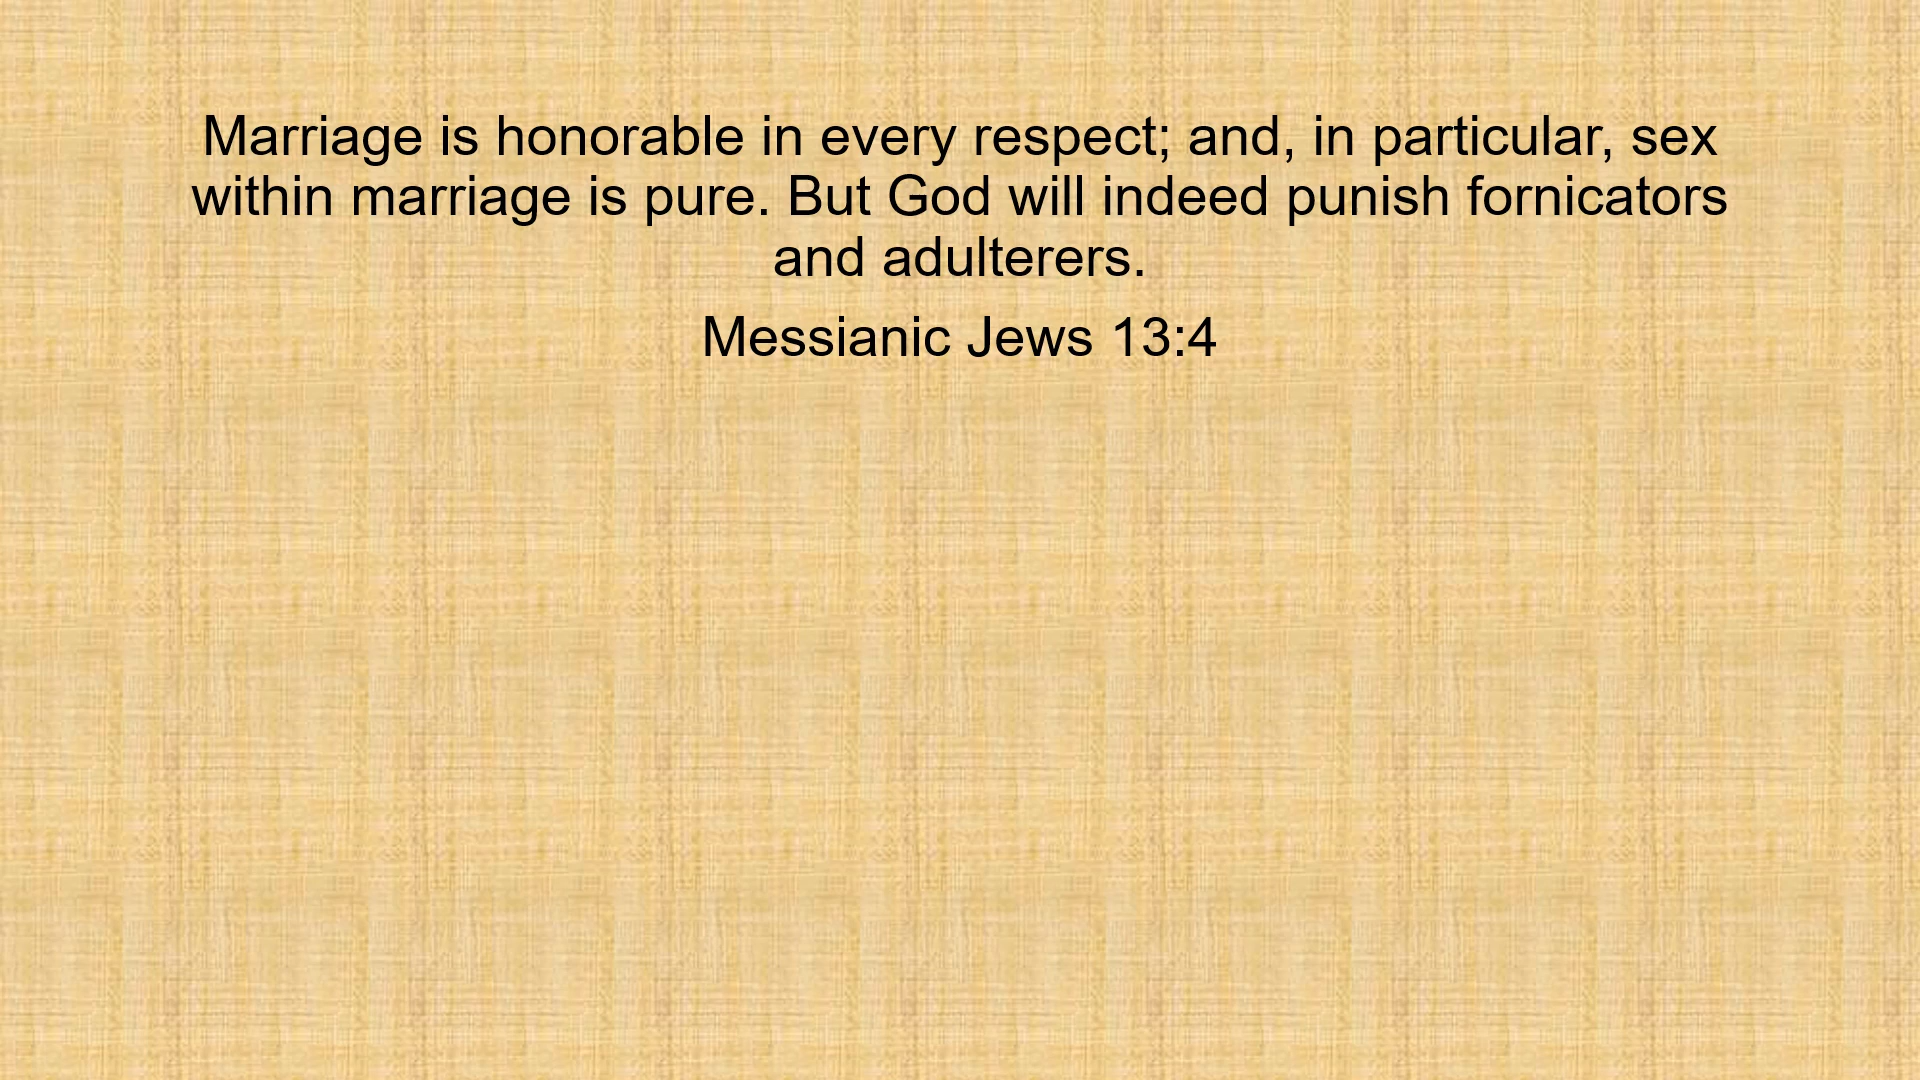 Marriage is honorable in every respect; and, in particular, sex
within marriage is pure. But God will indeed punish fornicators
and adulterers.
Messianic Jews 13:4